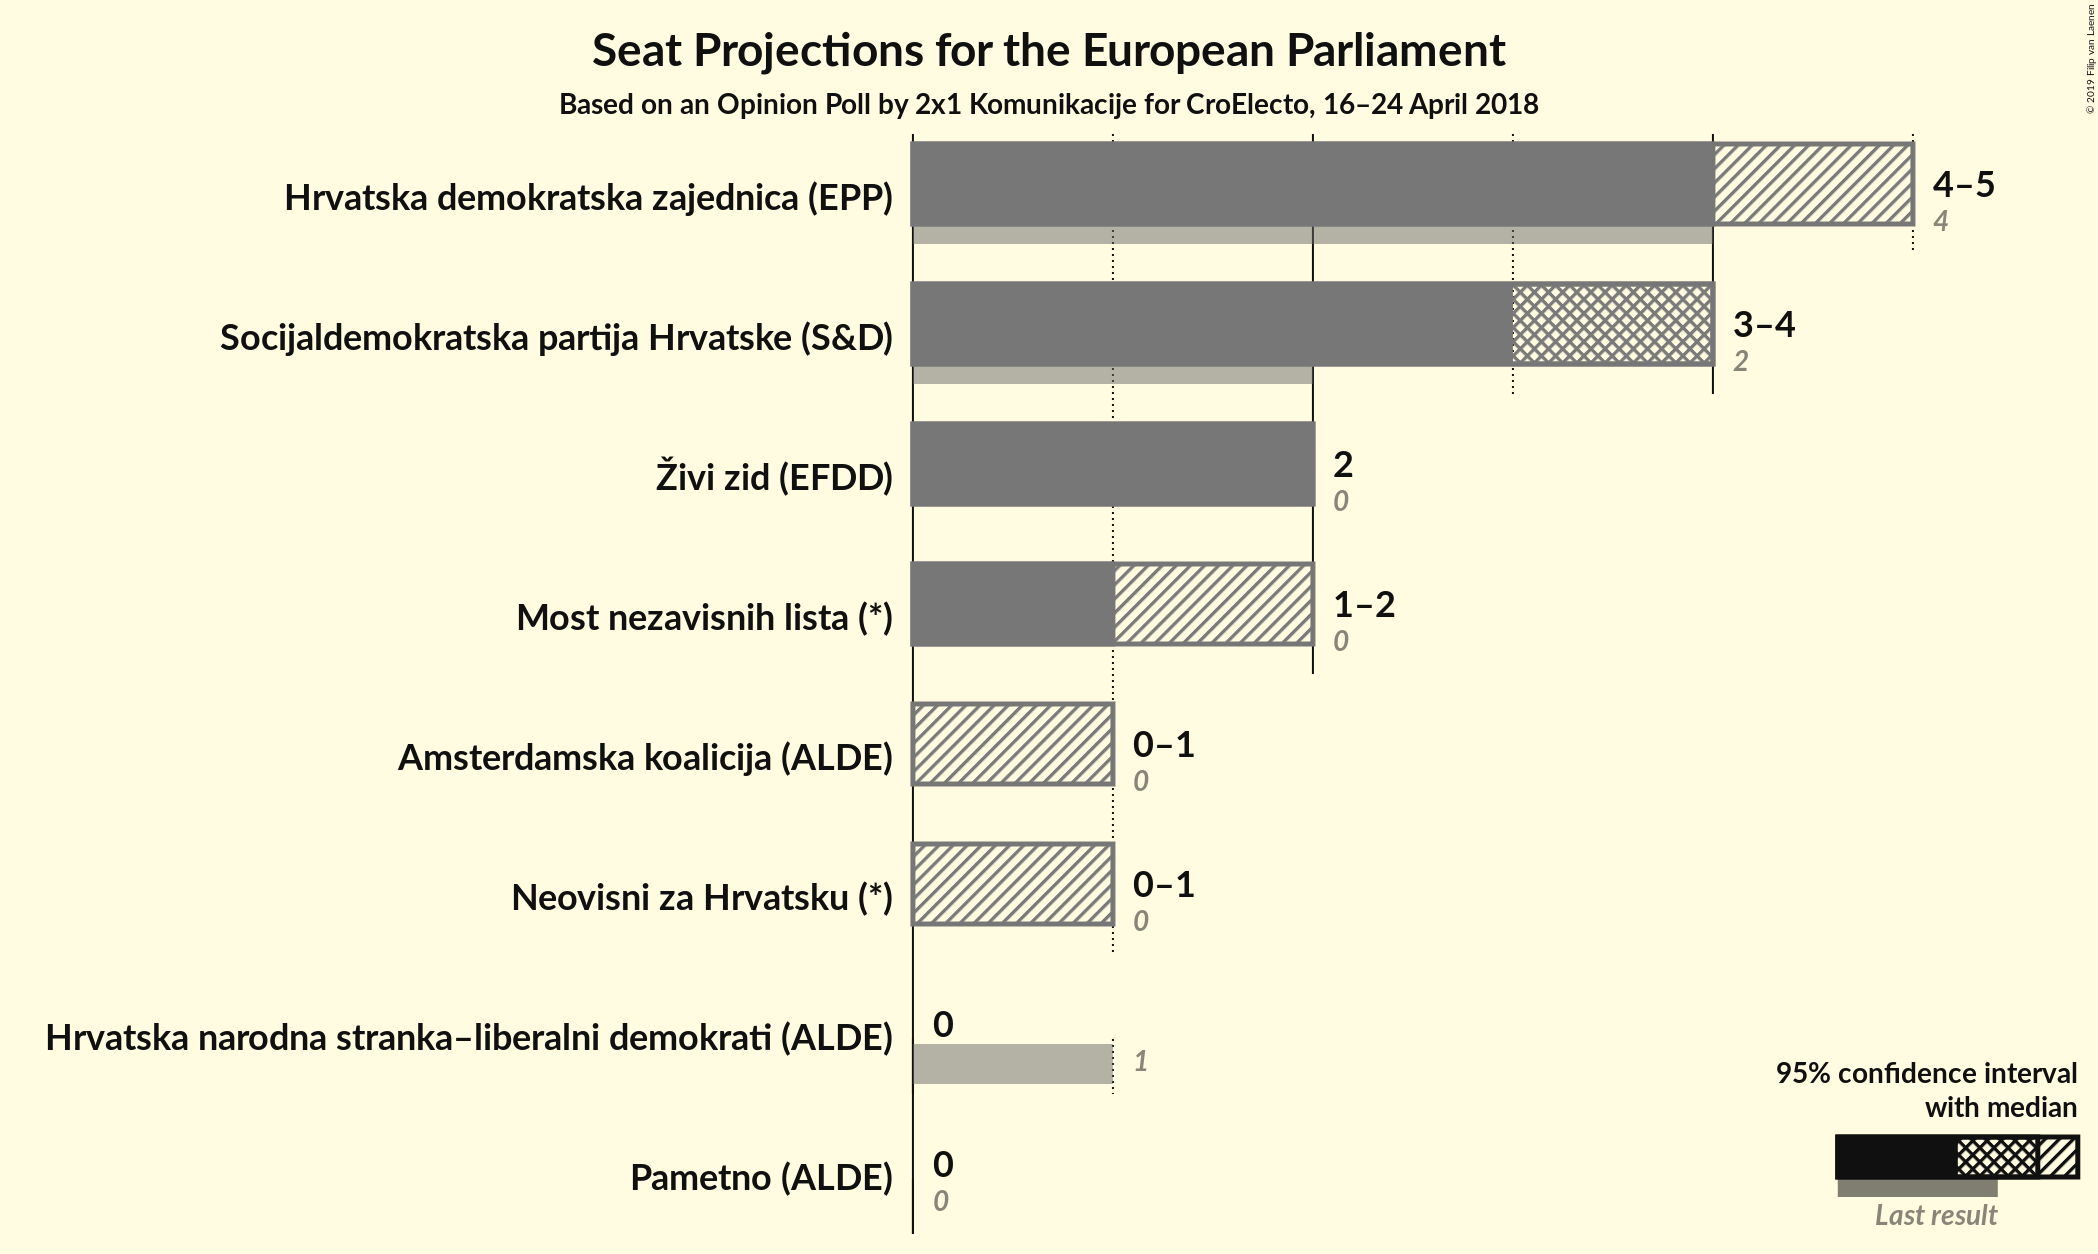 Seat Projections for the European Parliament
Based on an Opinion Poll by 2x1 Komunikacije for CroElecto, 16–24 April 2018
© 2019 Filip van Laenen
Hrvatska demokratska zajednica (EPP)
4–5
4
Socijaldemokratska partija Hrvatske (S&D)
3–4
2
Živi zid (EFDD)
2
0
Most nezavisnih lista (*)
1–2
0
Amsterdamska koalicija (ALDE)
0–1
0
Neovisni za Hrvatsku (*)
0–1
0
Hrvatska narodna stranka–liberalni demokrati (ALDE)
0
1
Pametno (ALDE)
0
0
95% confidence interval
with median
Last result